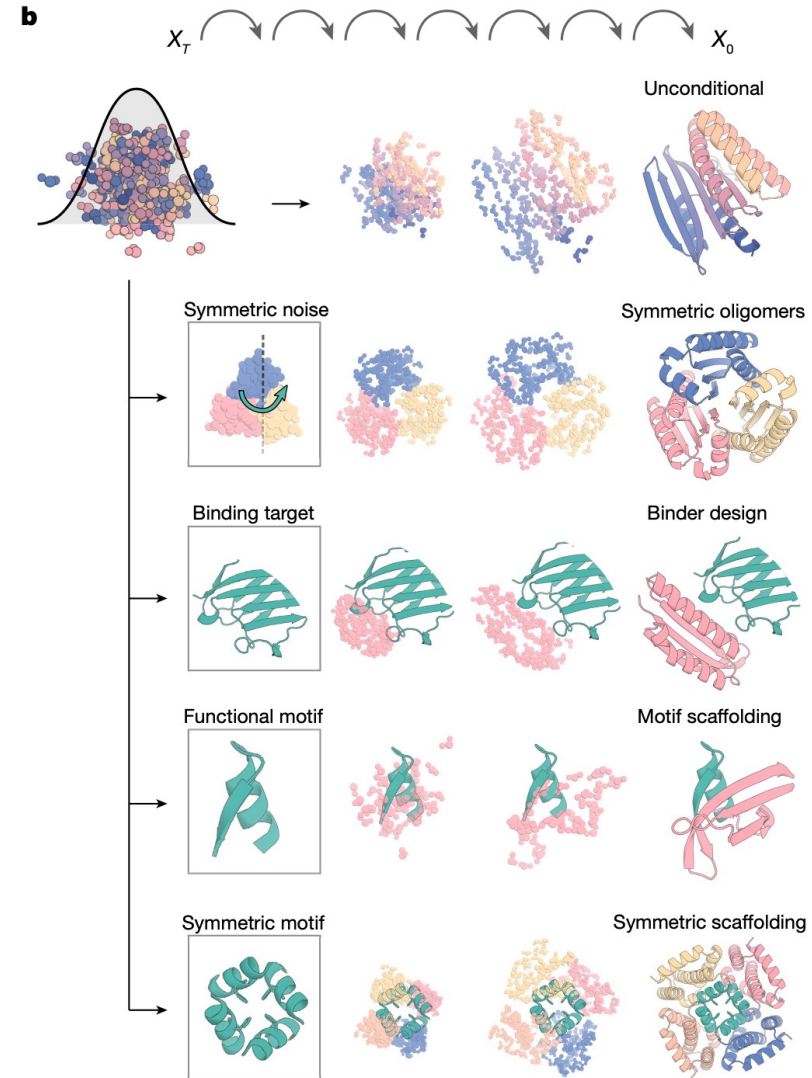 b
X_T X_0
Unconditional
Symmetric noise
Symmetric oligomers
Binding target
Binder design
Functional motif
Motif scaffolding
Symmetric motif
Symmetric scaffolding